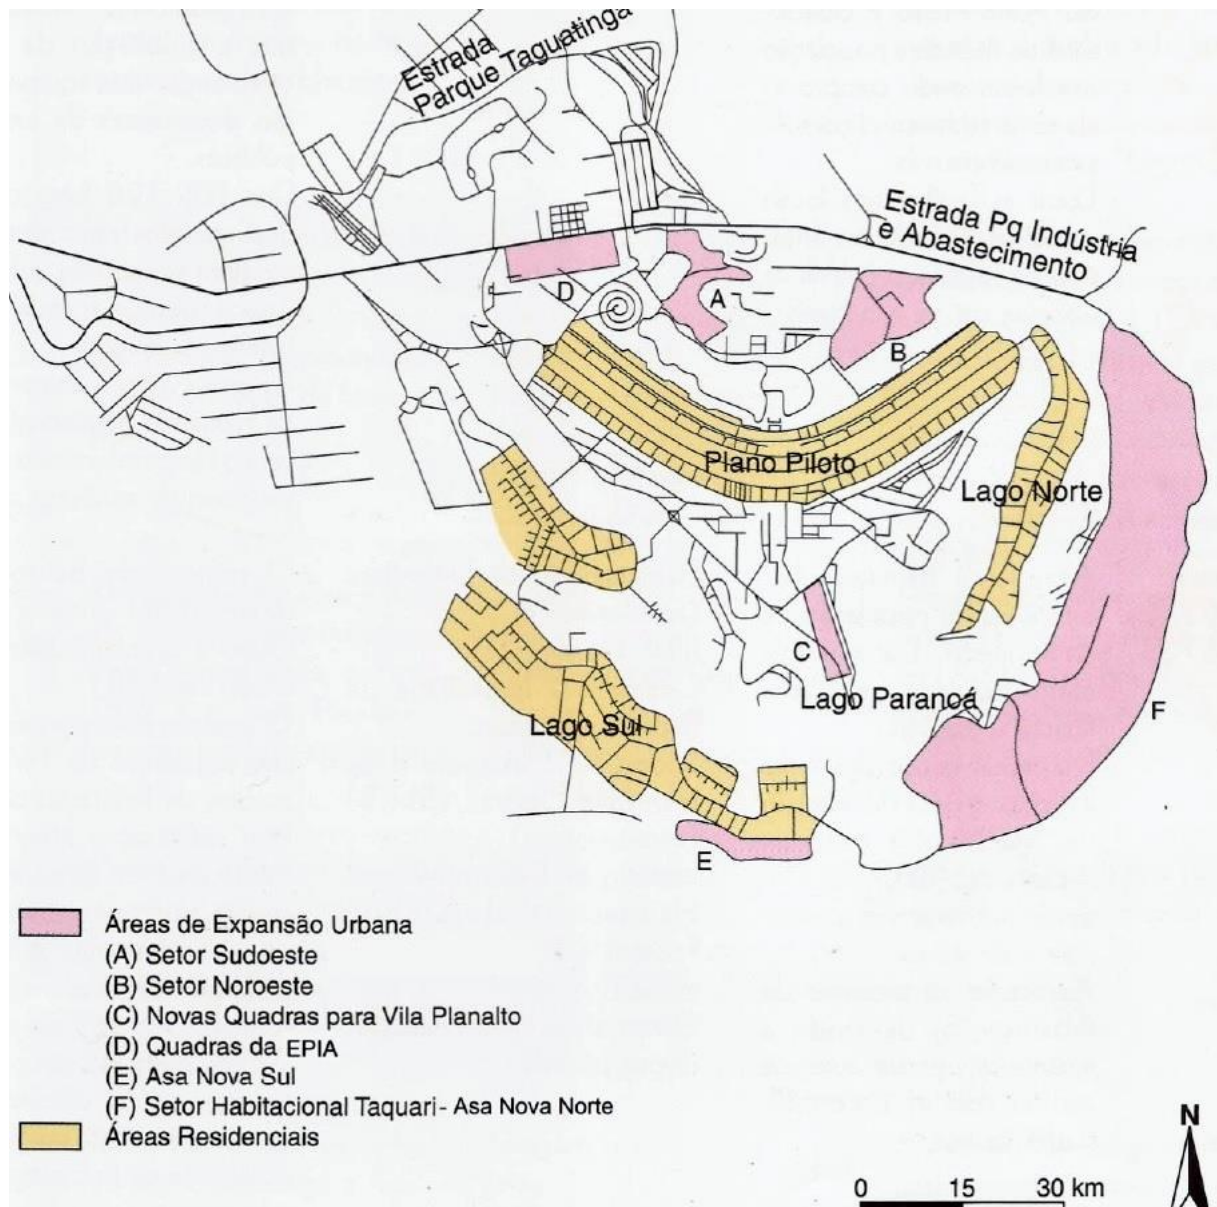 Estrada
Parque Taguatinga
Estrada Pq Indústria
e Abastecimento
D
A
B
Plano Piloto
Lago Norte
C
Lago Paranoá
F
Lago Sul
E
Áreas de Expansão Urbana
(A) Setor Sudoeste
(B) Setor Noroeste
(C) Novas Quadras para Vila Planalto
(D) Quadras da EPIA
(E) Asa Nova Sul
(F) Setor Habitacional Taquari - Asa Nova Norte
Áreas Residenciais
N
0 15 30 km